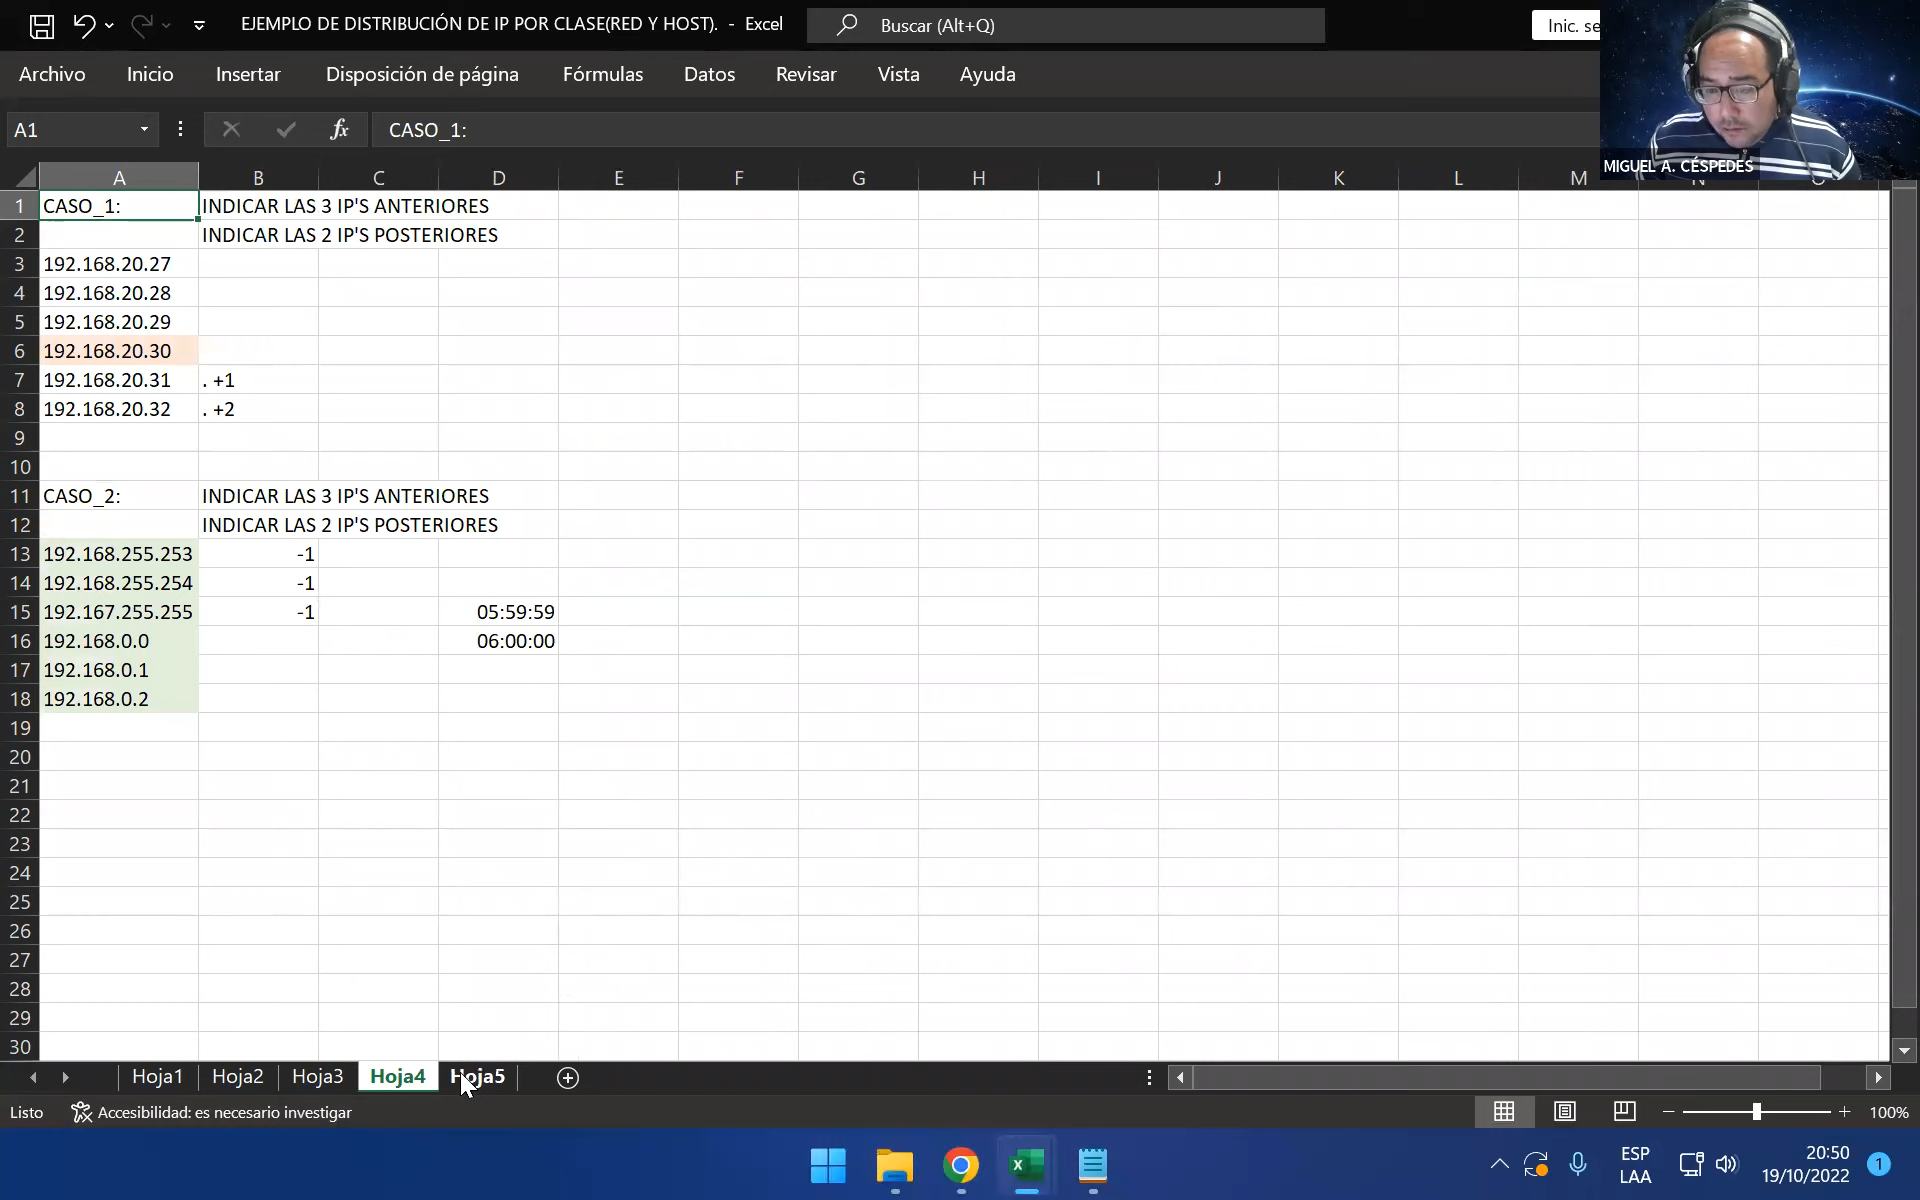 EJEMPLO DE DISTRIBUCIÓN DE IP POR CLASE(RED Y HOST). - Excel
Buscar (Alt+Q)
Inic. se
Archivo Inicio Insertar Disposición de página Fórmulas Datos Revisar Vista Ayuda
MIGUEL A. CÉSPEDES
A1 fx CASO_1:
A B C D E F G H I J K L M
1 CASO_1: INDICAR LAS 3 IP'S ANTERIORES
2 INDICAR LAS 2 IP'S POSTERIORES
3 192.168.20.27
4 192.168.20.28
5 192.168.20.29
6 192.168.20.30
7 192.168.20.31 . +1
8 192.168.20.32 . +2
9
10
11 CASO_2: INDICAR LAS 3 IP'S ANTERIORES
12 INDICAR LAS 2 IP'S POSTERIORES
13 192.168.255.253 -1
14 192.168.255.254 -1
15 192.167.255.255 -1 05:59:59
16 192.168.0.0 06:00:00
17 192.168.0.1
18 192.168.0.2
19
20
21
22
23
24
25
26
27
28
29
30
Hoja1 Hoja2 Hoja3 Hoja4 Hoja5
Listo Accesibilidad: es necesario investigar 100%
ESP
LAA
20:50
19/10/2022
1